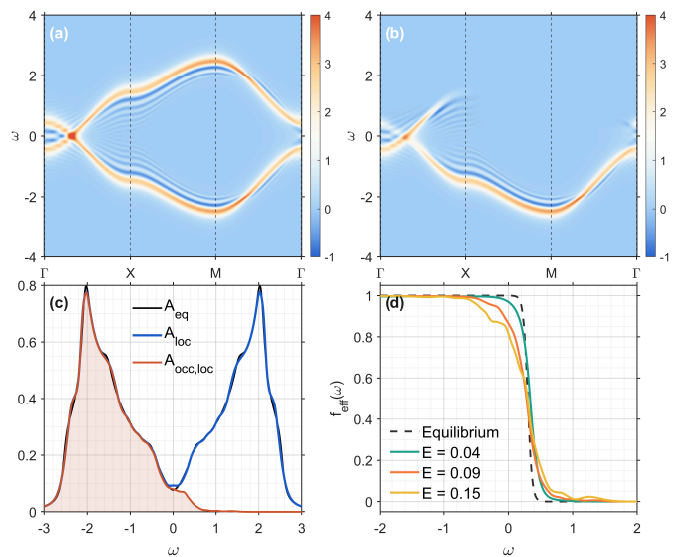 (a)
4
2
0
-2
-4
ω
Γ
X
M
Γ
4
3
2
1
0
-1
(b)
4
2
0
-2
-4
ω
Γ
X
M
Γ
4
3
2
1
0
-1
(c)
0.8
0.6
0.4
0.2
0
-3
-2
-1
0
1
2
3
ω
A_eq
A_loc
A_occ,loc
(d)
1
0.8
0.6
0.4
0.2
0
-2
-1
0
1
2
ω
f_eff(ω)
Equilibrium
E = 0.04
E = 0.09
E = 0.15